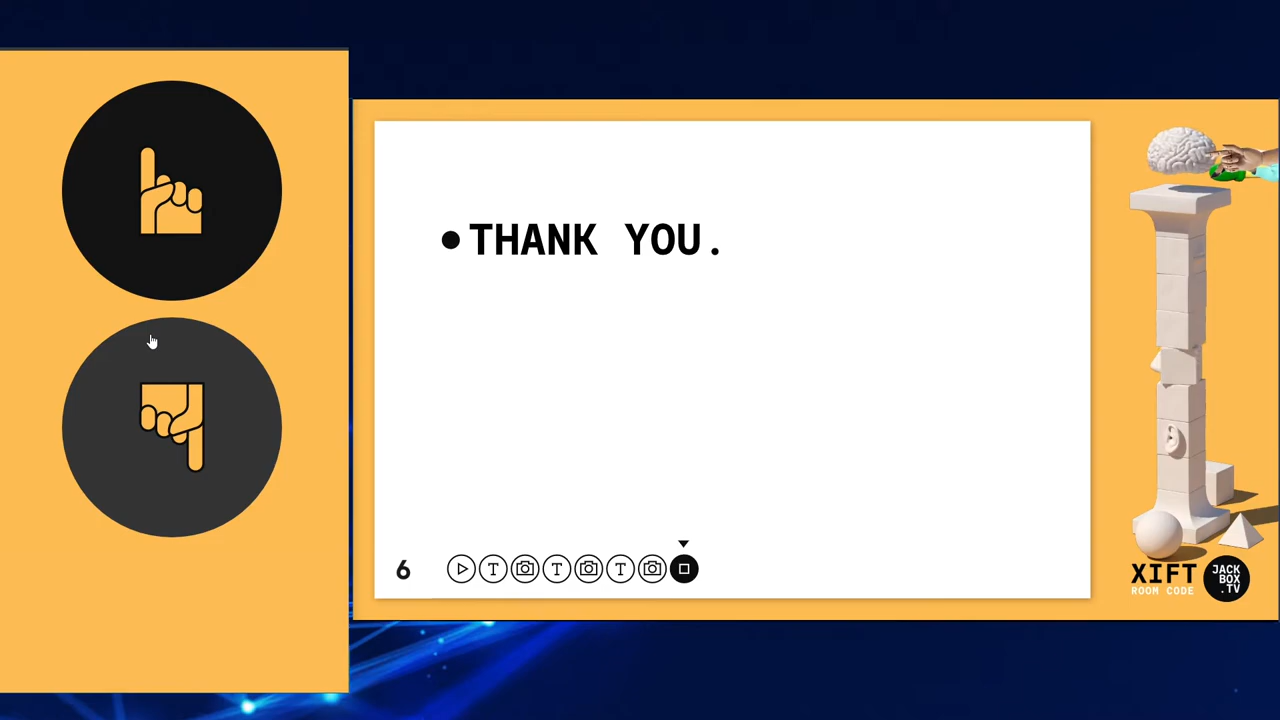 ●THANK YOU.
6
T T T
XIFT
ROOM CODE
JACK
BOX
.TV